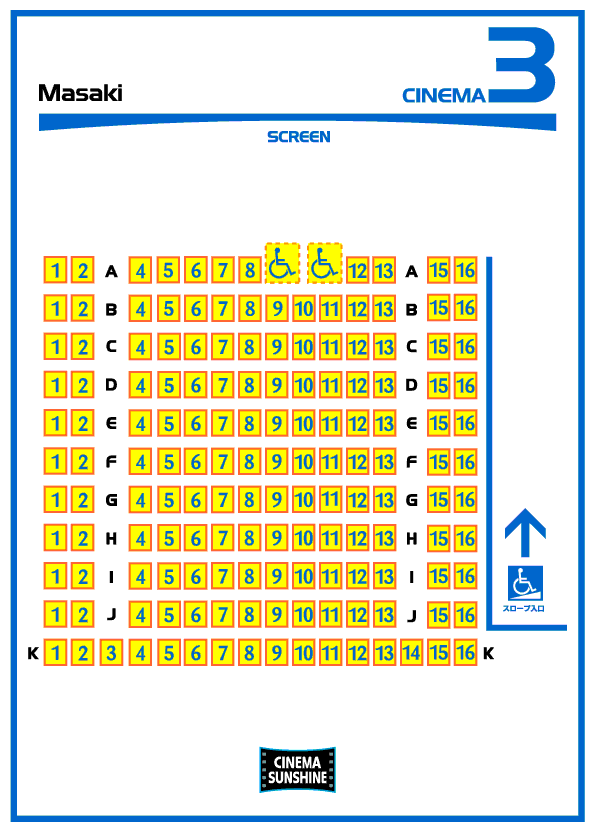 Masaki
CINEMA 3
SCREEN
1 2 A 4 5 6 7 8 12 13 A 15 16
1 2 B 4 5 6 7 8 9 10 11 12 13 B 15 16
1 2 C 4 5 6 7 8 9 10 11 12 13 C 15 16
1 2 D 4 5 6 7 8 9 10 11 12 13 D 15 16
1 2 E 4 5 6 7 8 9 10 11 12 13 E 15 16
1 2 F 4 5 6 7 8 9 10 11 12 13 F 15 16
1 2 G 4 5 6 7 8 9 10 11 12 13 G 15 16
1 2 H 4 5 6 7 8 9 10 11 12 13 H 15 16
1 2 I 4 5 6 7 8 9 10 11 12 13 I 15 16
スロープ入口
1 2 J 4 5 6 7 8 9 10 11 12 13 J 15 16
K 1 2 3 4 5 6 7 8 9 10 11 12 13 14 15 16 K
CINEMA
SUNSHINE